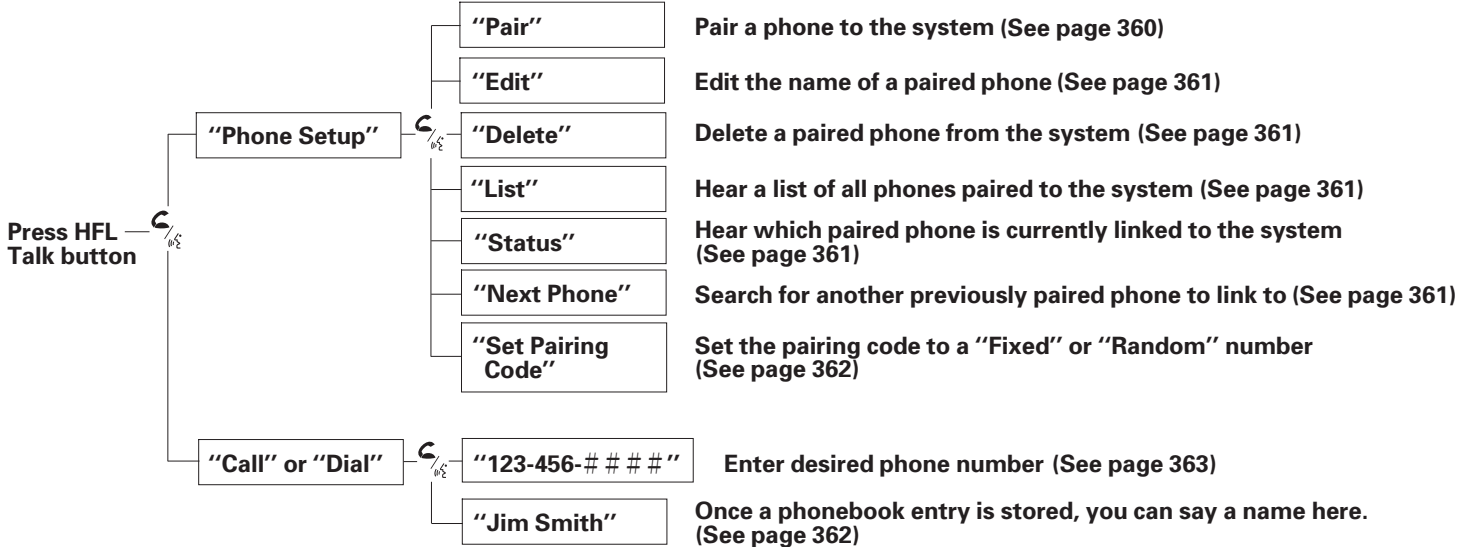 "Pair" Pair a phone to the system (See page 360)
"Edit" Edit the name of a paired phone (See page 361)
"Phone Setup" "Delete" Delete a paired phone from the system (See page 361)
"List" Hear a list of all phones paired to the system (See page 361)
Press HFL
Talk button
"Status" Hear which paired phone is currently linked to the system
(See page 361)
"Next Phone" Search for another previously paired phone to link to (See page 361)
"Set Pairing
Code"
Set the pairing code to a "Fixed" or "Random" number
(See page 362)
"Call" or "Dial" "123-456-####" Enter desired phone number (See page 363)
"Jim Smith" Once a phonebook entry is stored, you can say a name here.
(See page 362)